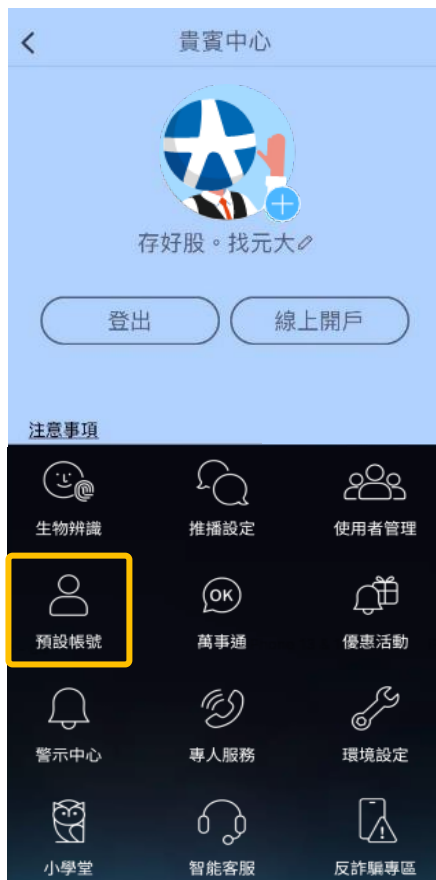 貴賓中心
存好股。找元大
登出
線上開戶
注意事項
生物辨識
推播設定
使用者管理
預設帳號
OK
萬事通
優惠活動
警示中心
專人服務
環境設定
小學堂
智能客服
反詐騙專區